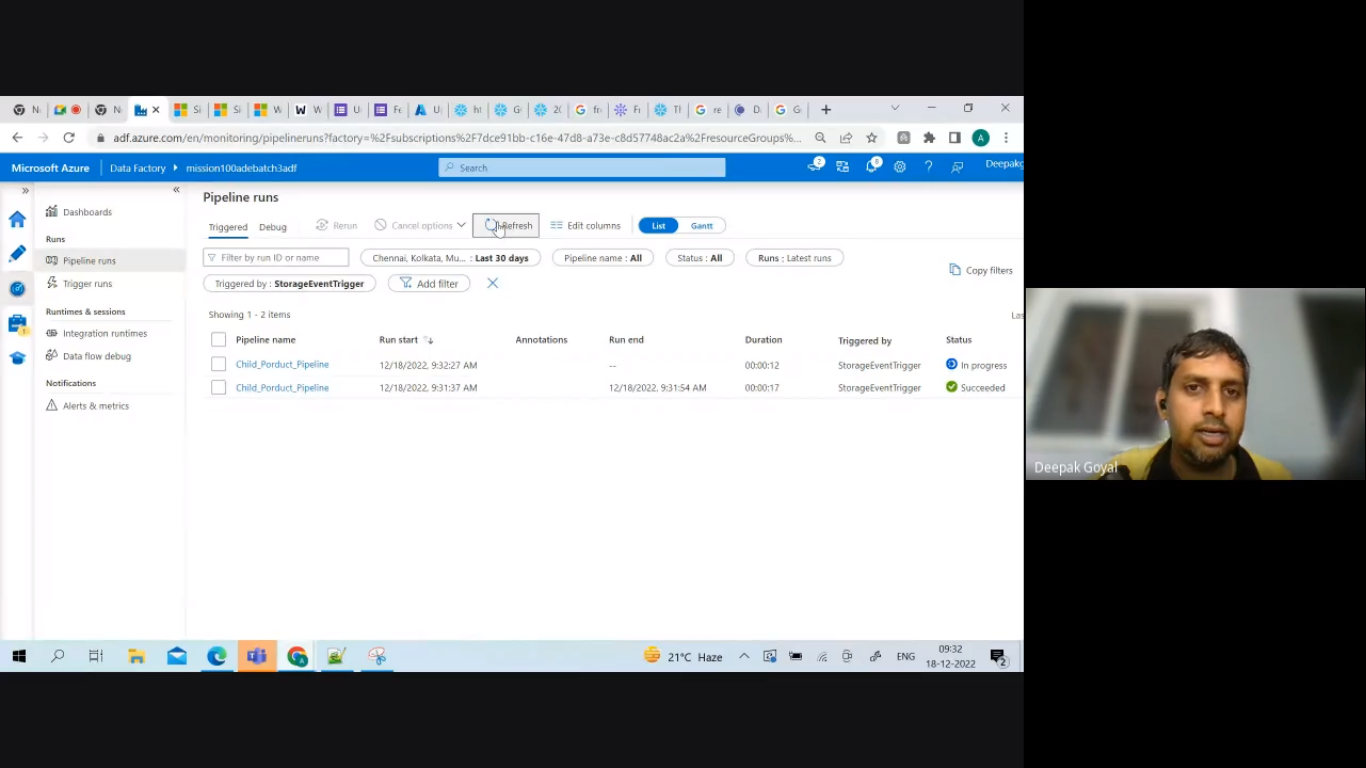 adf.azure.com/en/monitoring/pipelineruns?factory=%2Fsubscriptions%2F7dce91bb-c16e-47d8-a73e-c8d57748ac2a%2FresourceGroups%...
Microsoft Azure
Data Factory
mission100adebatch3adf
Search
2
0
Deepakg
Dashboards
Runs
Pipeline runs
Trigger runs
Runtimes & sessions
Integration runtimes
Data flow debug
Notifications
Alerts & metrics
Pipeline runs
Triggered Debug Rerun Cancel options Refresh Edit columns List Gantt
Filter by run ID or name Chennai, Kolkata, Mu... : Last 30 days Pipeline name : All Status : All Runs : Latest runs
Copy filters
Triggered by : StorageEventTrigger Add filter
Showing 1 - 2 items
Las
Pipeline name Run start Annotations Run end Duration Triggered by Status
Child_Porduct_Pipeline 12/18/2022, 9:32:27 AM -- 00:00:12 StorageEventTrigger In progress
Child_Porduct_Pipeline 12/18/2022, 9:31:37 AM 12/18/2022, 9:31:54 AM 00:00:17 StorageEventTrigger Succeeded
Deepak Goyal
21°C Haze
ENG
09:32
18-12-2022
2